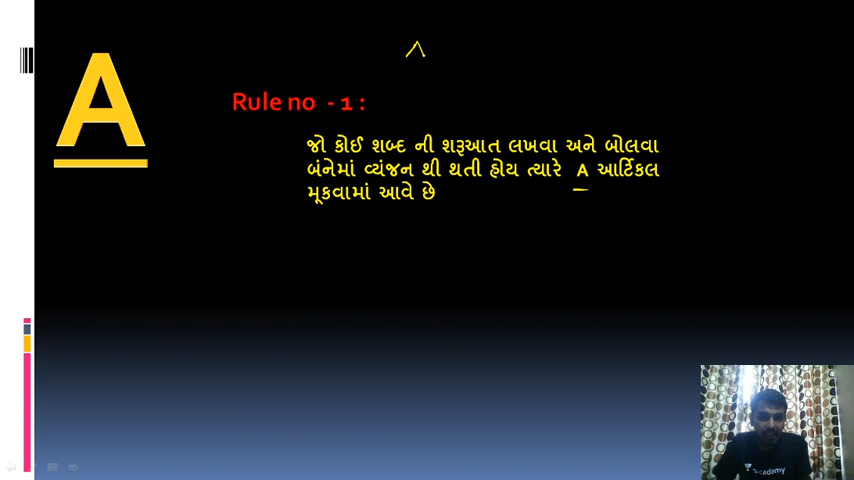 A
Rule no - 1 :
જો કોઈ શબ્દ ની શરૂઆત લખવા અને બોલવા
બંનેમાં વ્યંજન થી થતી હોય ત્યારે A આર્ટિકલ
મૂકવામાં આવે છે